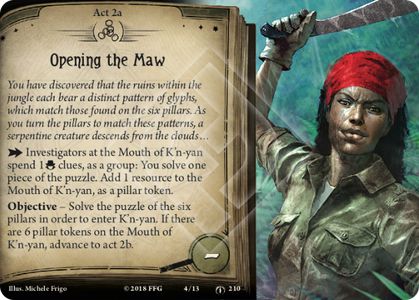 Act 2a
Opening the Maw
You have discovered that the ruins within the
jungle each bear a distinct pattern of glyphs,
which match those found on the six pillars. As
you turn the pillars to match these patterns, a
serpentine creature descends from the clouds…
Investigators at the Mouth of K'n-yan
spend 1 clues, as a group: You solve one
piece of the puzzle. Add 1 resource to the
Mouth of K'n-yan, as a pillar token.
Objective – Solve the puzzle of the six
pillars in order to enter K'n-yan. If there
are 6 pillar tokens on the Mouth of
K'n-yan, advance to act 2b.
–
Illus. Michele Frigo
© 2018 FFG
4/13
210